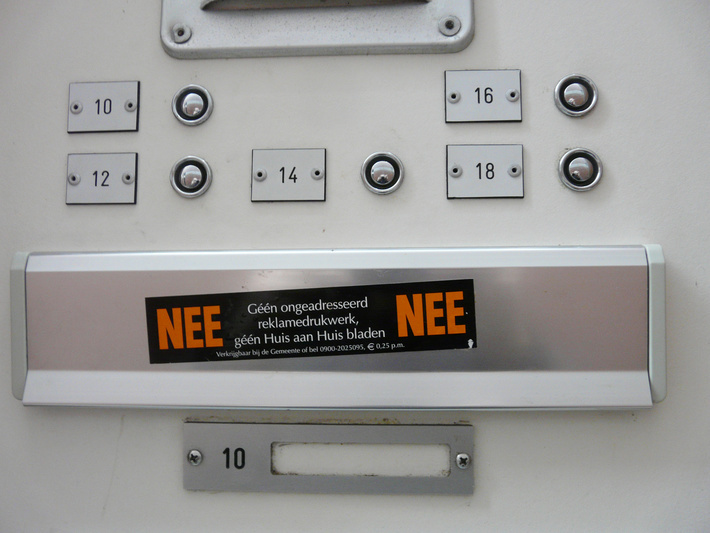 10
16
12
14
18
NEE
Géén ongeadresseerd
reklamedrukwerk,
géén Huis aan Huis bladen
NEE
Verkrijgbaar bij de Gemeente of bel 0900-2025095, € 0,25 p.m.
10